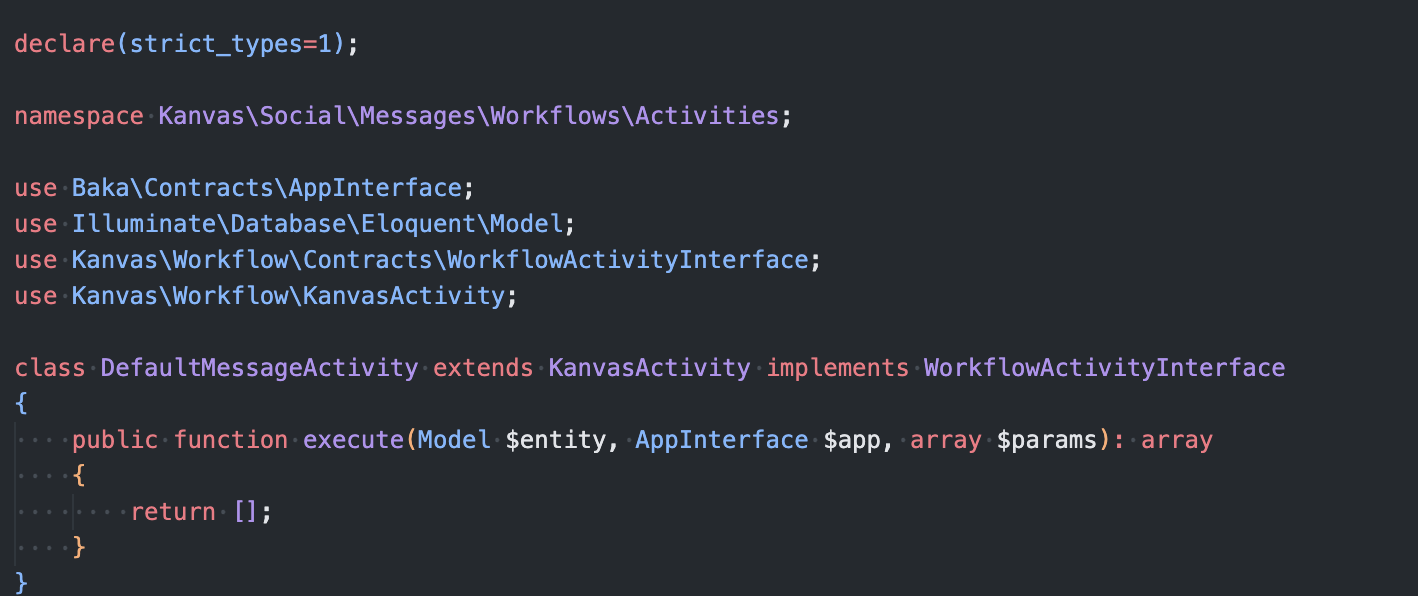 declare(strict_types=1);
namespace Kanvas\Social\Messages\Workflows\Activities;
use Baka\Contracts\AppInterface;
use Illuminate\Database\Eloquent\Model;
use Kanvas\Workflow\Contracts\WorkflowActivityInterface;
use Kanvas\Workflow\KanvasActivity;
class DefaultMessageActivity extends KanvasActivity implements WorkflowActivityInterface
{
    public function execute(Model $entity, AppInterface $app, array $params): array
    {
        return [];
    }
}